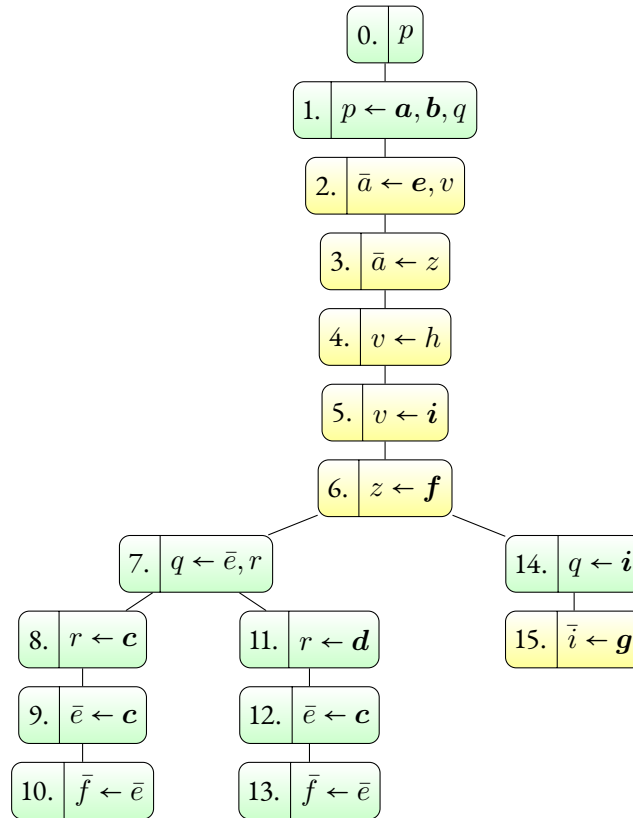 0. p
1. p ← a, b, q
2. ā ← e, v
3. ā ← z
4. v ← h
5. v ← i
6. z ← f
7. q ← ē, r
14. q ← i
8. r ← c
11. r ← d
15. ī ← g
9. ē ← c
12. ē ← c
10. f̄ ← ē
13. f̄ ← ē